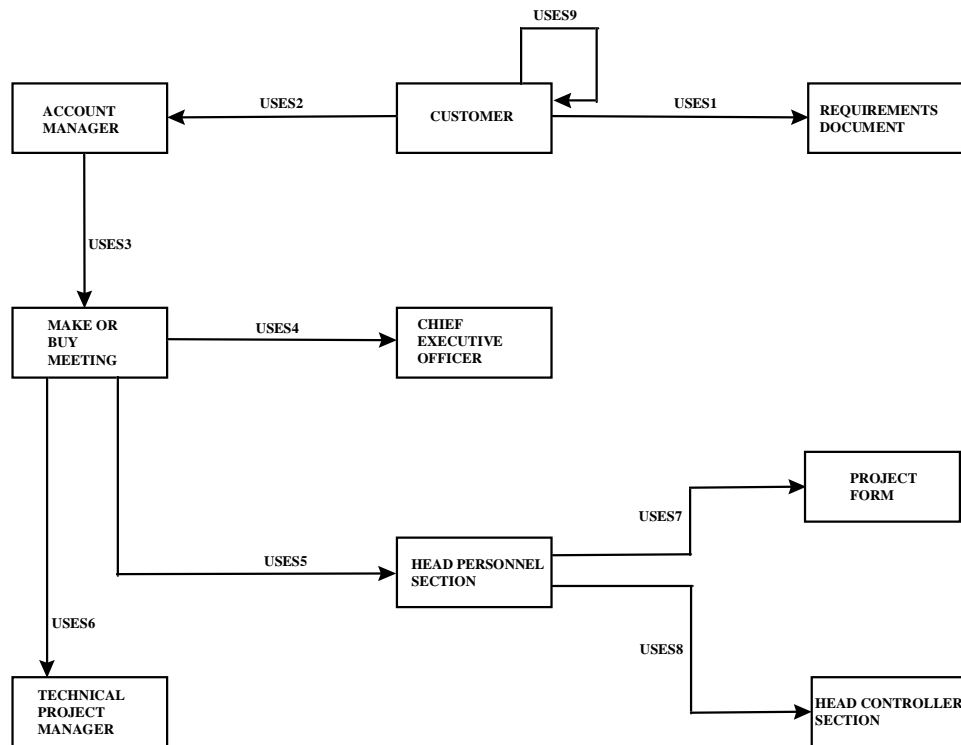 USES9
ACCOUNT
MANAGER
USES2
CUSTOMER
USES1
REQUIREMENTS
DOCUMENT
USES3
MAKE OR
BUY
MEETING
USES4
CHIEF
EXECUTIVE
OFFICER
PROJECT
FORM
USES7
USES5
HEAD PERSONNEL
SECTION
USES6
USES8
TECHNICAL
PROJECT
MANAGER
HEAD CONTROLLER
SECTION